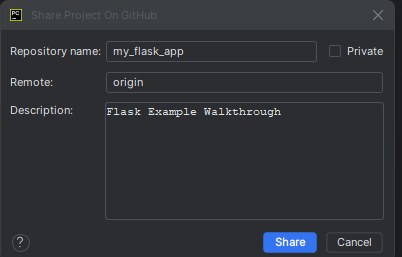 PC
Share Project On GitHub
Repository name: my_flask_app Private
Remote: origin
Description: Flask Example Walkthrough
? Share Cancel